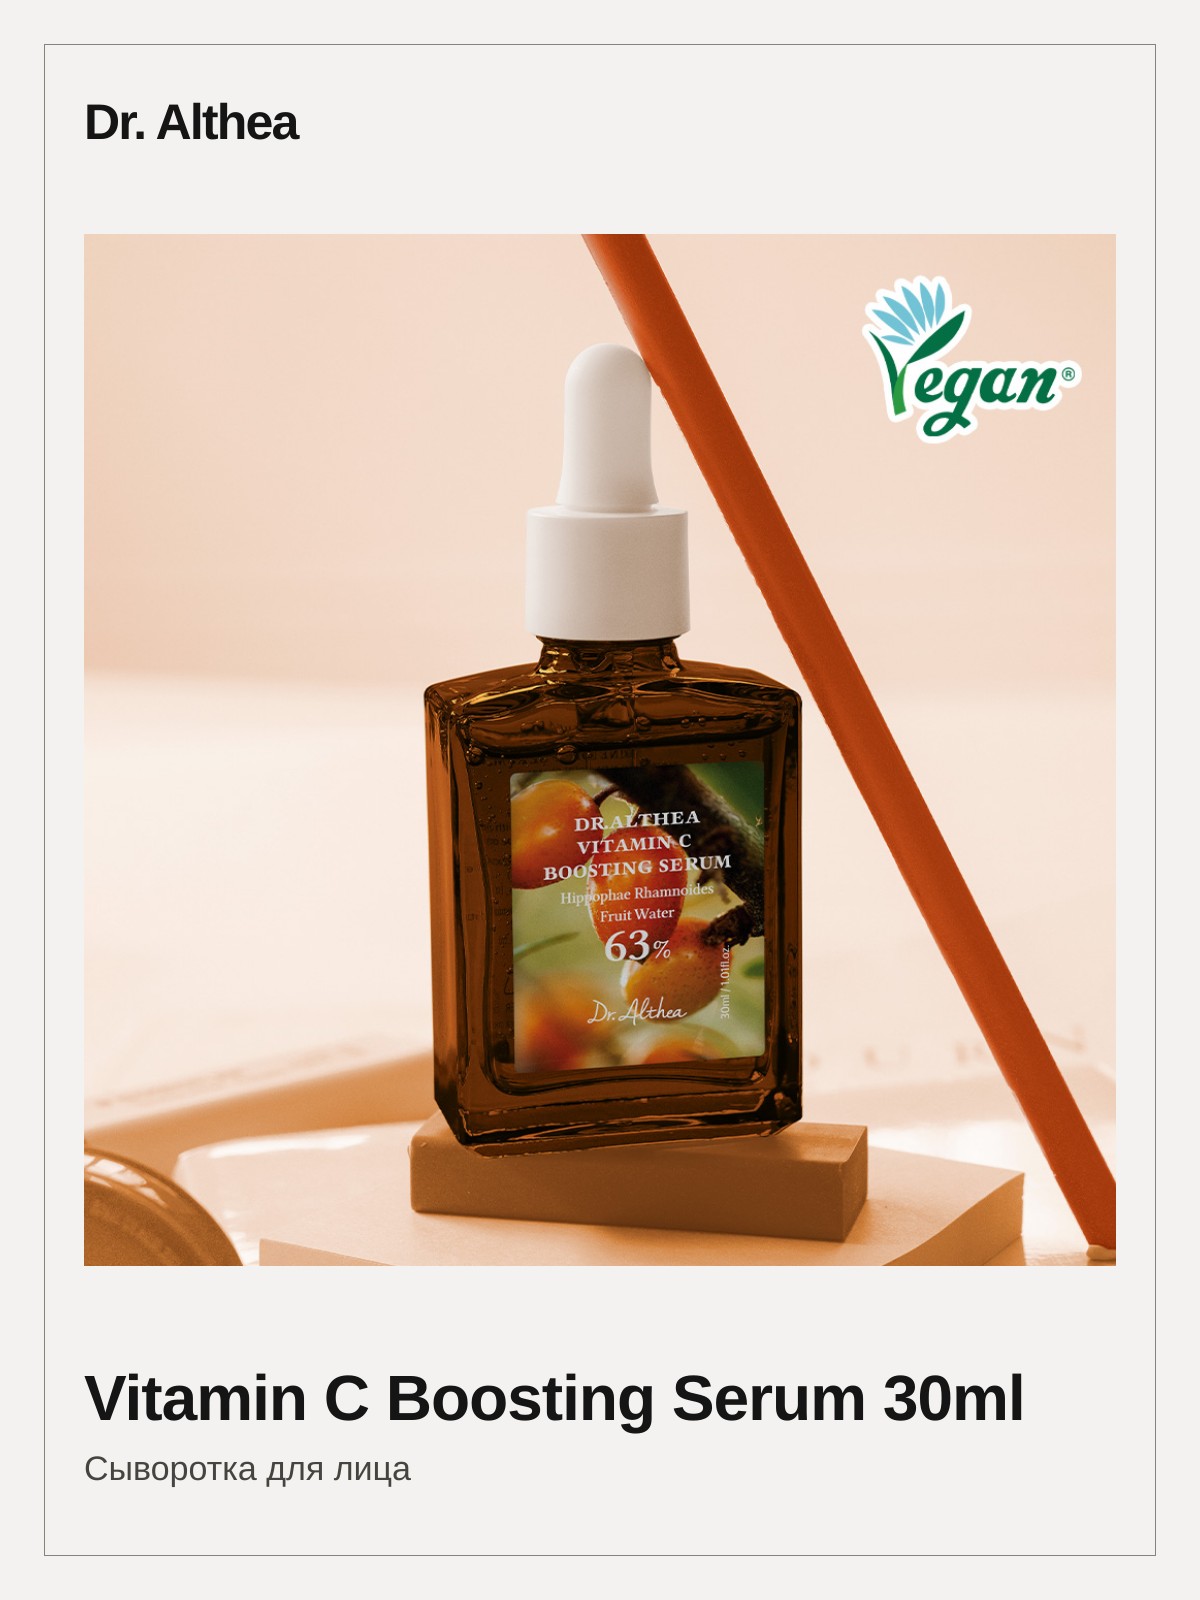 Dr. Althea
Vegan®
DR.ALTHEA
VITAMIN C
BOOSTING SERUM
Hippophae Rhamnoides
Fruit Water
63%
30ml / 1.01fl.oz.
Dr. Althea
Vitamin C Boosting Serum 30ml
Сыворотка для лица